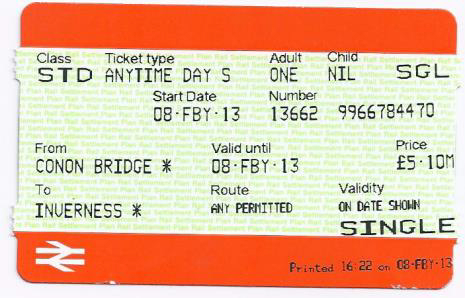 Class Ticket type Adult Child
STD ANYTIME DAY S ONE NIL SGL
Start Date Number
08·FBY·13 13662 9966784470
From Valid until Price
CONON BRIDGE * 08·FBY·13 £5·10M
To Route Validity
INVERNESS * ANY PERMITTED ON DATE SHOWN
SINGLE
Printed 16:22 on 08·FBY·13